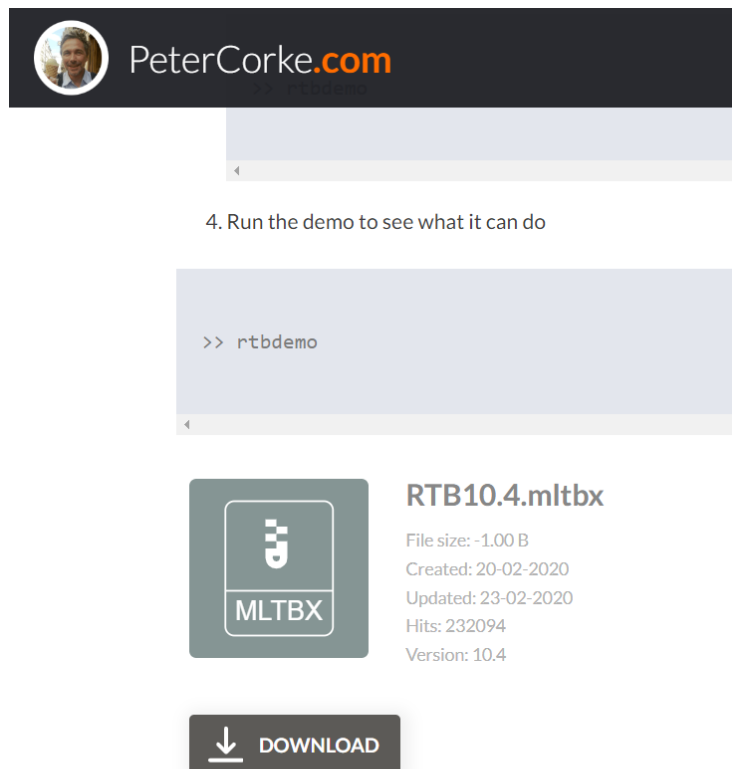 PeterCorke.com
>> rtbdemo
4. Run the demo to see what it can do
>> rtbdemo
MLTBX
RTB10.4.mltbx
File size: -1.00 B
Created: 20-02-2020
Updated: 23-02-2020
Hits: 232094
Version: 10.4
DOWNLOAD